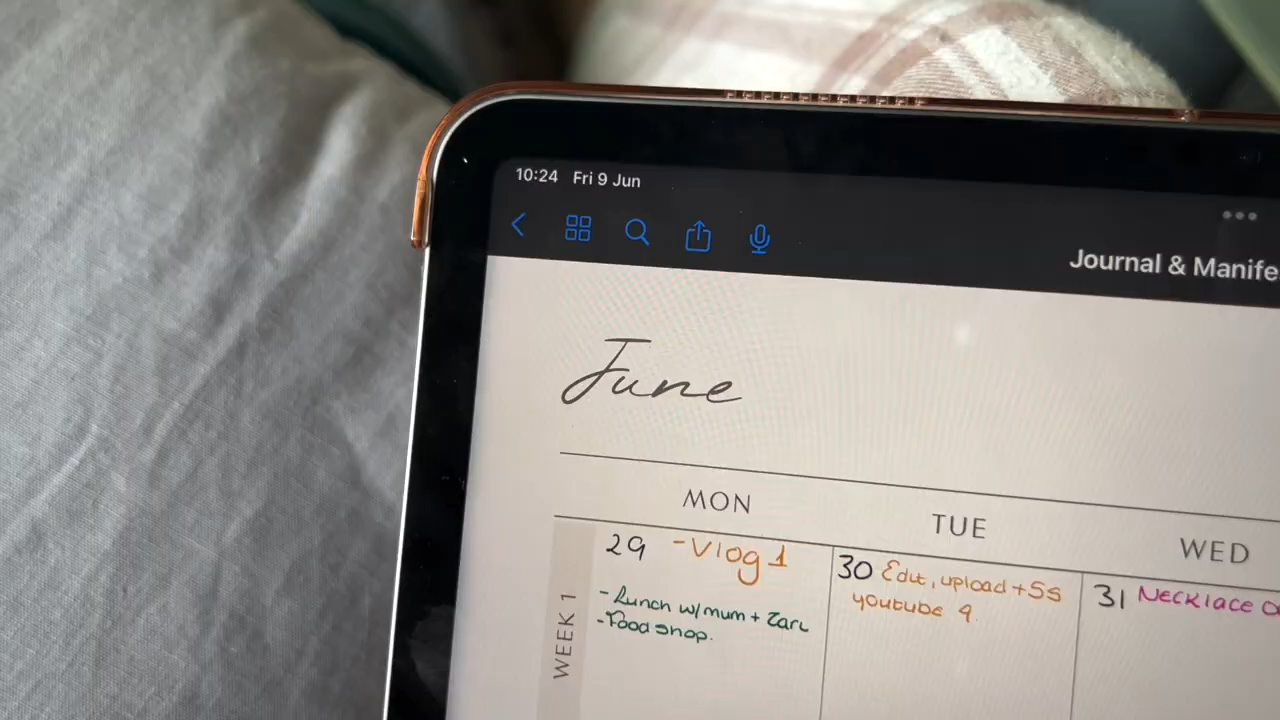 10:24 Fri 9 Jun
Journal & Manife
June
MON
TUE
WED
WEEK 1
29 -Vlog 1
-Lunch w/mum +
-Food shop.
30 Edit, upload + Ss
youtube 9.
31 Necklace